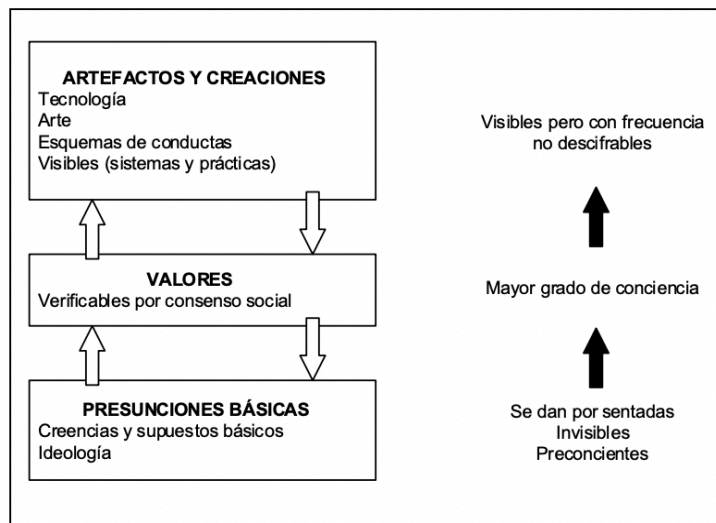 ARTEFACTOS Y CREACIONES
Tecnología
Arte
Esquemas de conductas
Visibles (sistemas y prácticas)
Visibles pero con frecuencia
no descifrables
VALORES
Verificables por consenso social
Mayor grado de conciencia
PRESUNCIONES BÁSICAS
Creencias y supuestos básicos
Ideología
Se dan por sentadas
Invisibles
Preconcientes